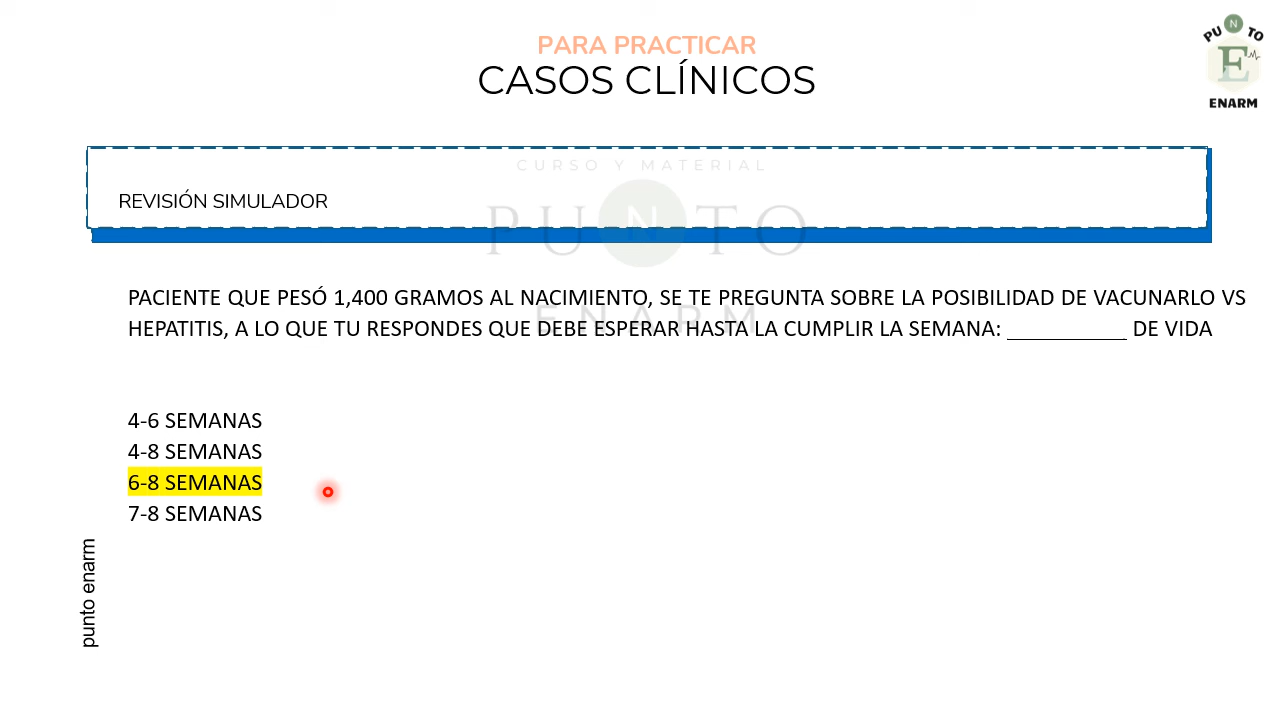 PARA PRACTICAR
CASOS CLÍNICOS
PU N TO
E
ENARM
CURSO Y MATERIAL
REVISIÓN SIMULADOR
PUNTO
ENARM
PACIENTE QUE PESÓ 1,400 GRAMOS AL NACIMIENTO, SE TE PREGUNTA SOBRE LA POSIBILIDAD DE VACUNARLO VS
HEPATITIS, A LO QUE TU RESPONDES QUE DEBE ESPERAR HASTA LA CUMPLIR LA SEMANA: __________ DE VIDA
4-6 SEMANAS
4-8 SEMANAS
6-8 SEMANAS
7-8 SEMANAS
punto enarm